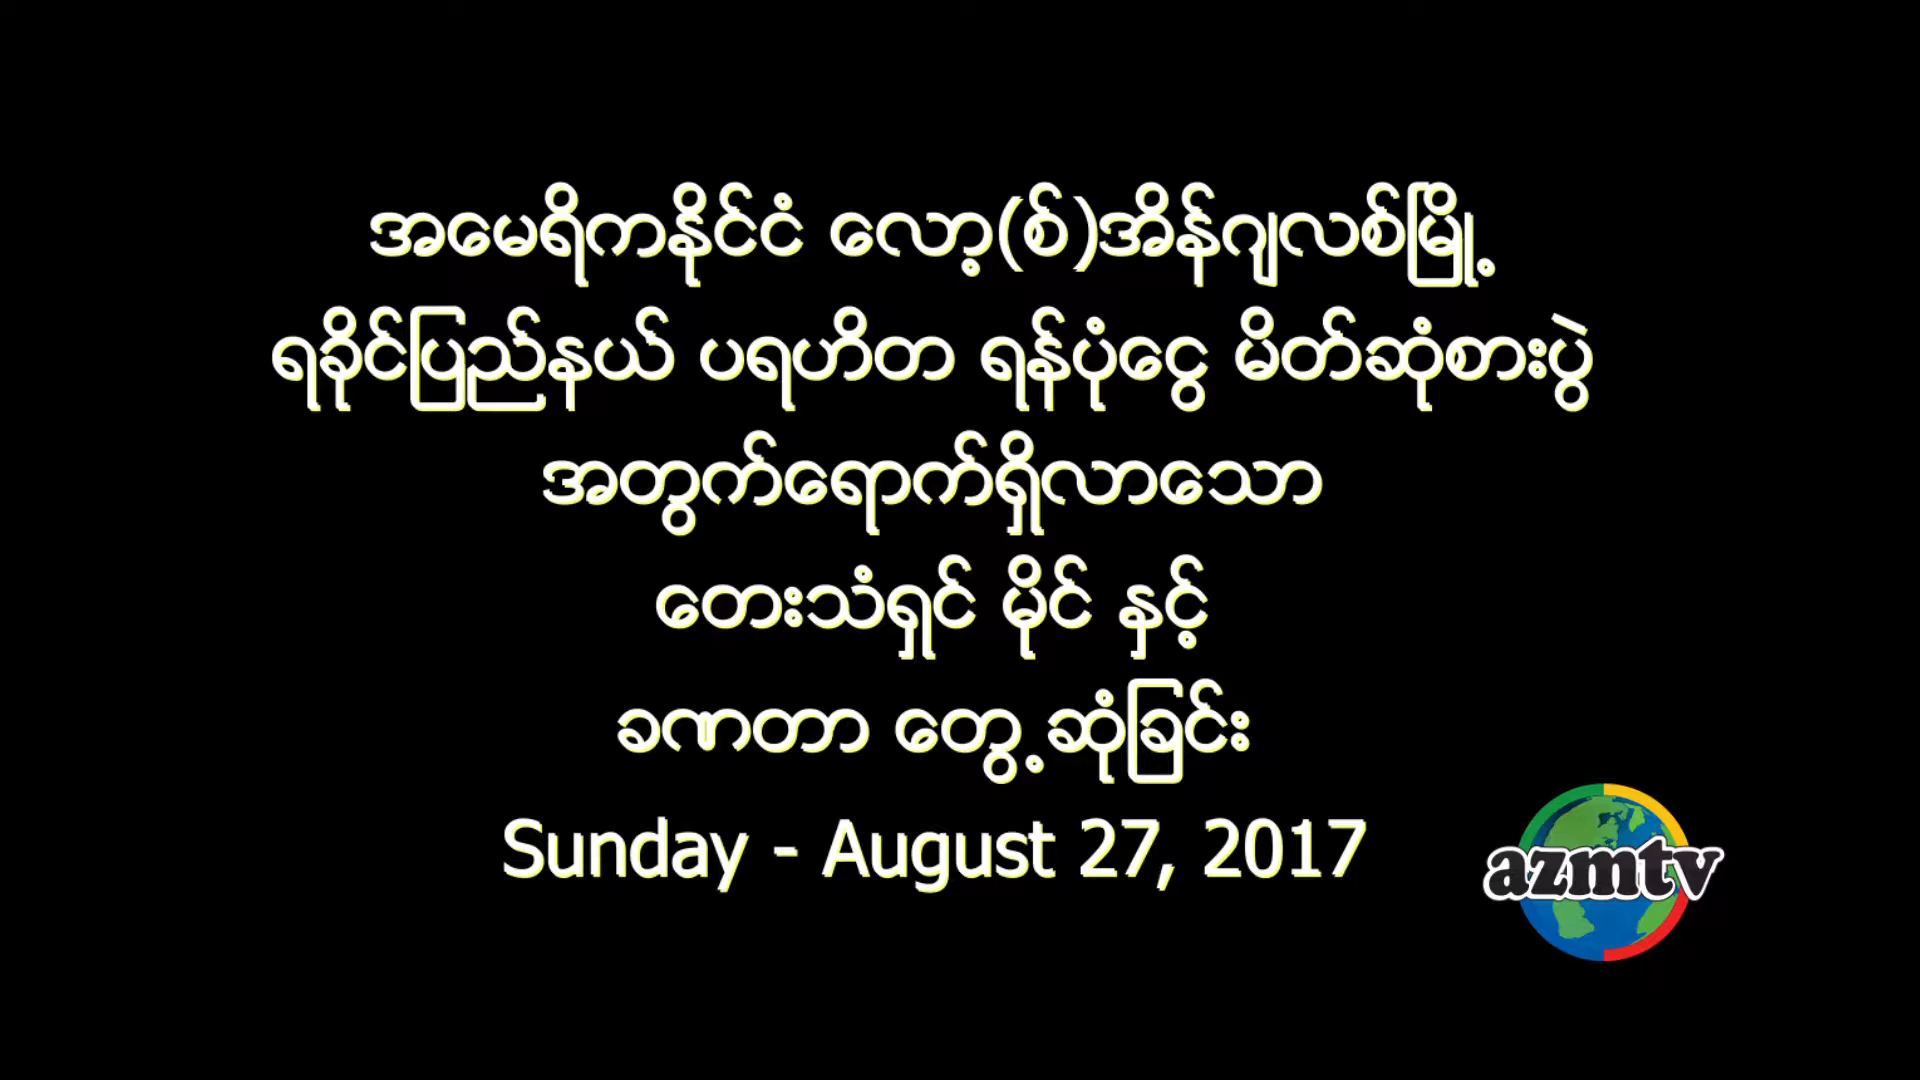 အမေရိကနိုင်ငံ လော့(စ်)အိန်ဂျလစ်မြို့
ရခိုင်ပြည်နယ် ပရဟိတ ရန်ပုံငွေ မိတ်ဆုံစားပွဲ
အတွက်ရောက်ရှိလာသော
တေးသံရှင် မိုင် နှင့်
ခဏတာ တွေ့ဆုံခြင်း
Sunday - August 27, 2017
azmtv